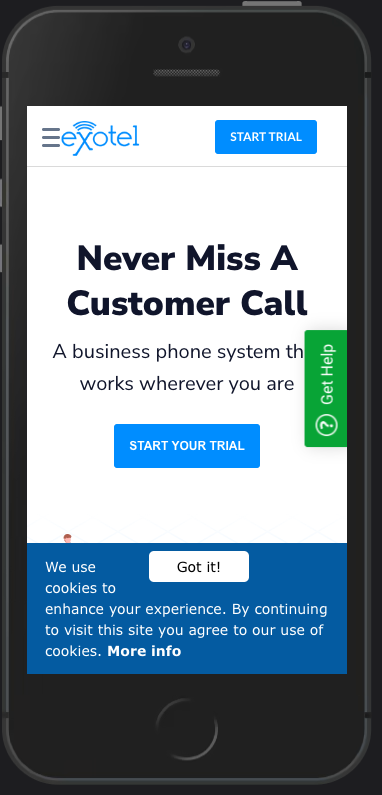 exotel
START TRIAL
Never Miss A
Customer Call
A business phone system th
works wherever you are
Get Help
START YOUR TRIAL
We use
Got it!
cookies to
enhance your experience. By continuing
to visit this site you agree to our use of
cookies. More info